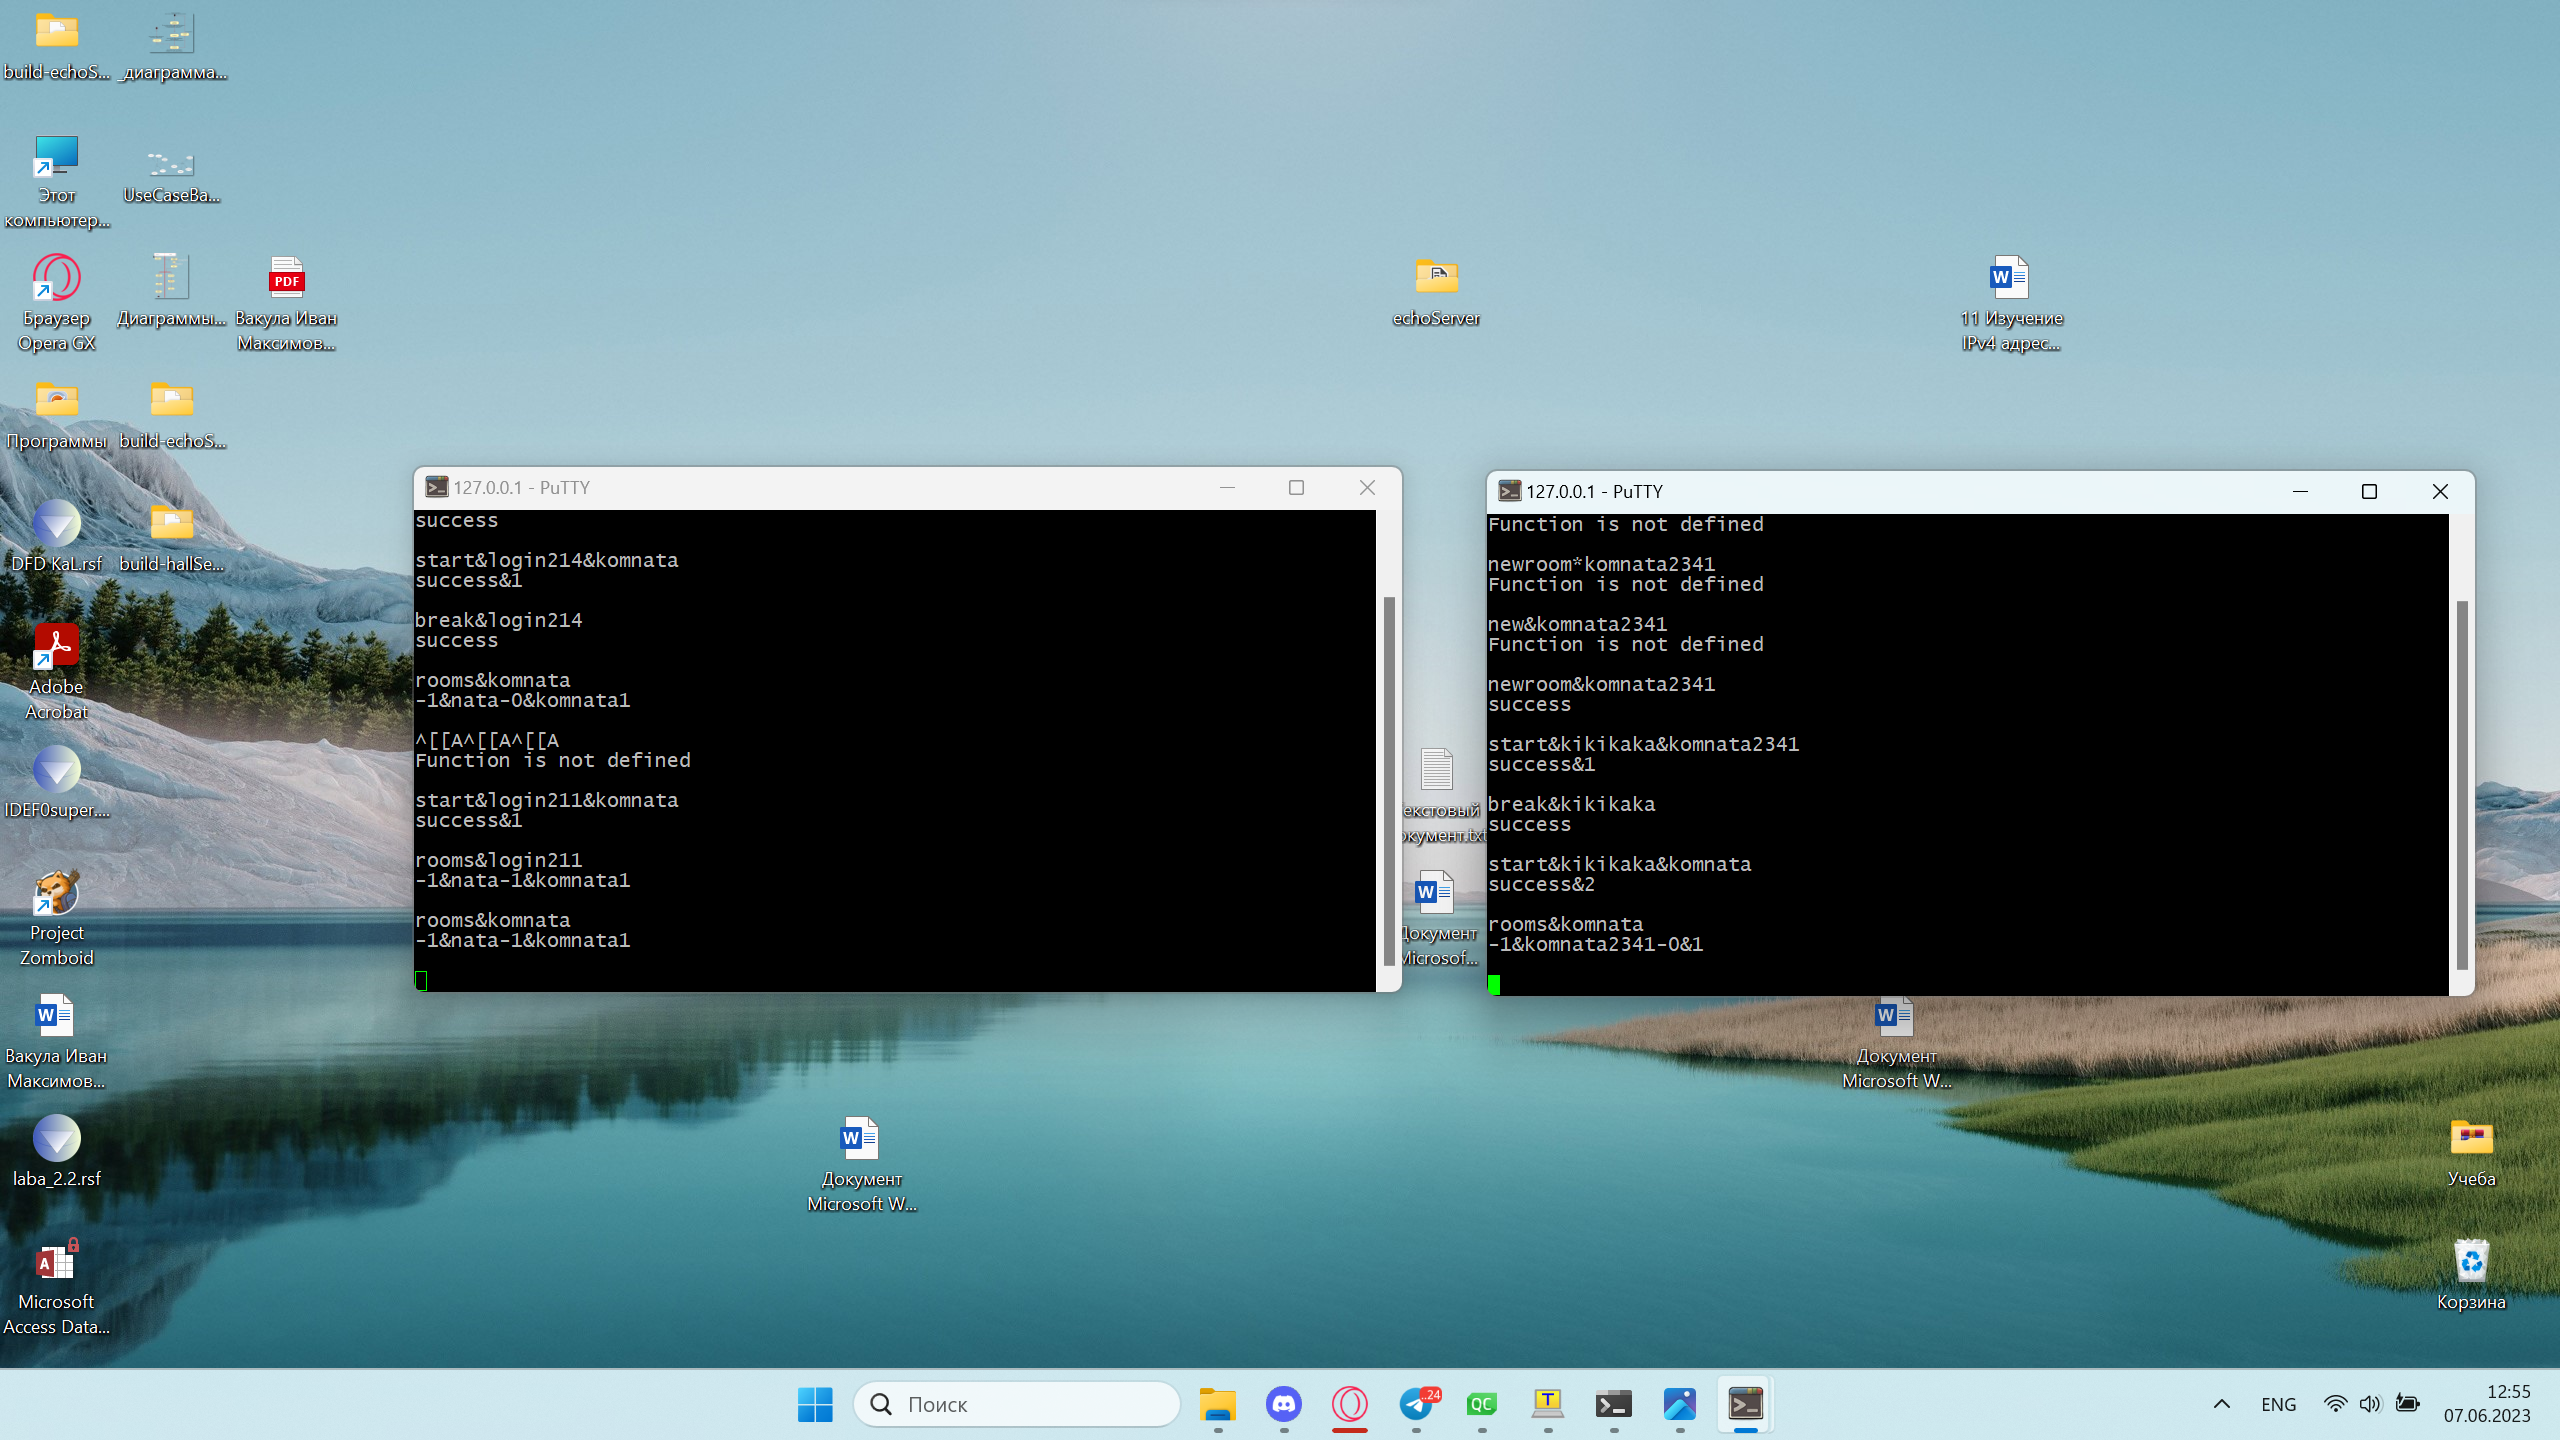 build-echoS...
_диаграмма...
Этот
компьютер...
UseCaseBa...
Браузер
Opera GX
Диаграммы...
PDF
Вакула Иван
Максимов...
echoServer
W
11 Изучение
IPv4 адрес...
Программы
build-echoS...
DFD KaL.rsf
build-hallSe...
Adobe
Acrobat
IDEF0super....
Project
Zomboid
W
Вакула Иван
Максимов...
laba_2.2.rsf
A
Microsoft
Access Data...
127.0.0.1 - PuTTY
success
start&login214&komnata
success&1
break&login214
success
rooms&komnata
-1&nata-0&komnata1
^[[A^[[A^[[A
Function is not defined
start&login211&komnata
success&1
rooms&login211
-1&nata-1&komnata1
rooms&komnata
-1&nata-1&komnata1
екстовый
окумент.txt
W
Документ
Microsof...
127.0.0.1 - PuTTY
Function is not defined
newroom*komnata2341
Function is not defined
new&komnata2341
Function is not defined
newroom&komnata2341
success
start&kikikaka&komnata2341
success&1
break&kikikaka
success
start&kikikaka&komnata
success&2
rooms&komnata
-1&komnata2341-0&1
W
Документ
Microsoft W...
W
Документ
Microsoft W...
Учеба
Корзина
Поиск
..24
QC
T
ENG
12:55
07.06.2023